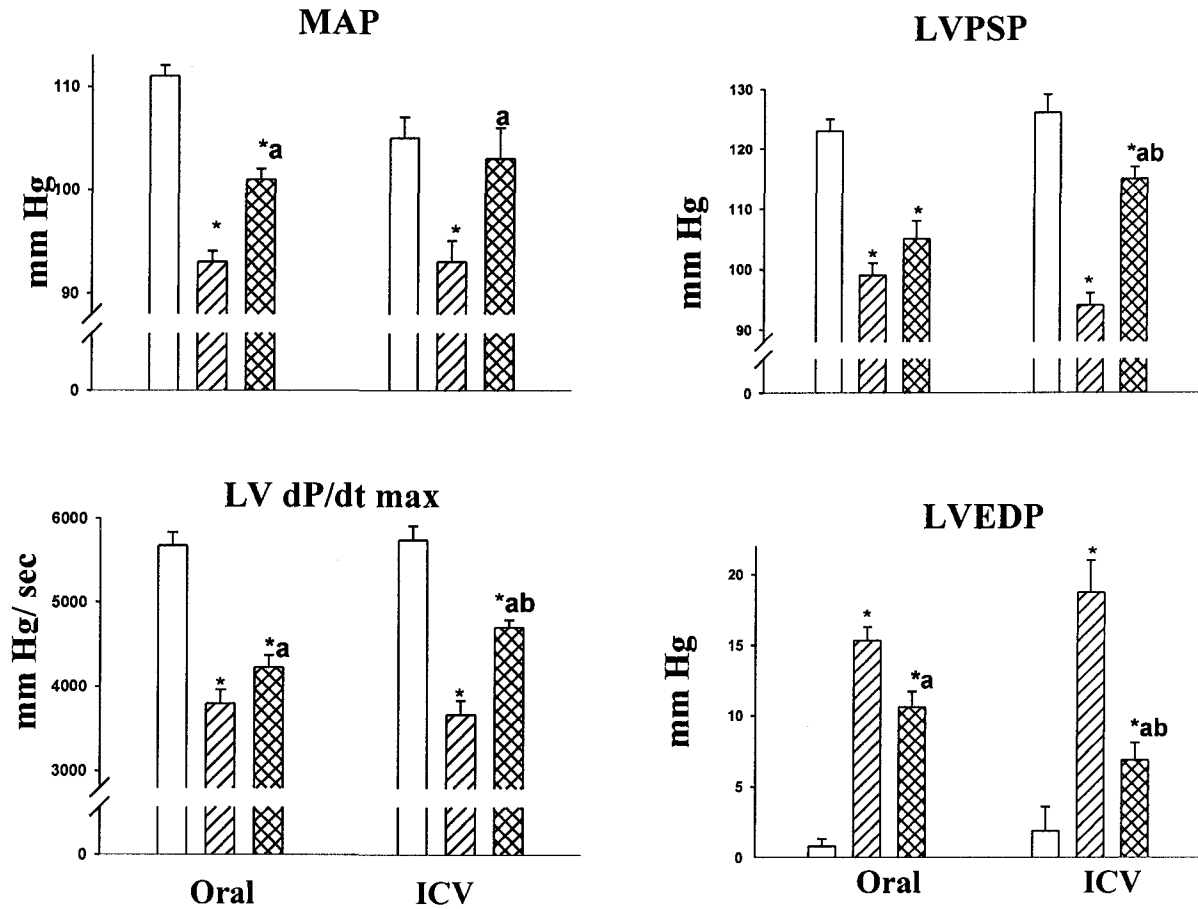 MAP
mm Hg
110
100
90
0
*
*a
*
a
LVPSP
mm Hg
130
120
110
100
90
0
*
*
*
*ab
LV dP/dt max
mm Hg/ sec
6000
5000
4000
3000
0
*
*a
*
*ab
Oral ICV
LVEDP
mm Hg
20
15
10
5
0
*
*a
*
*ab
Oral ICV